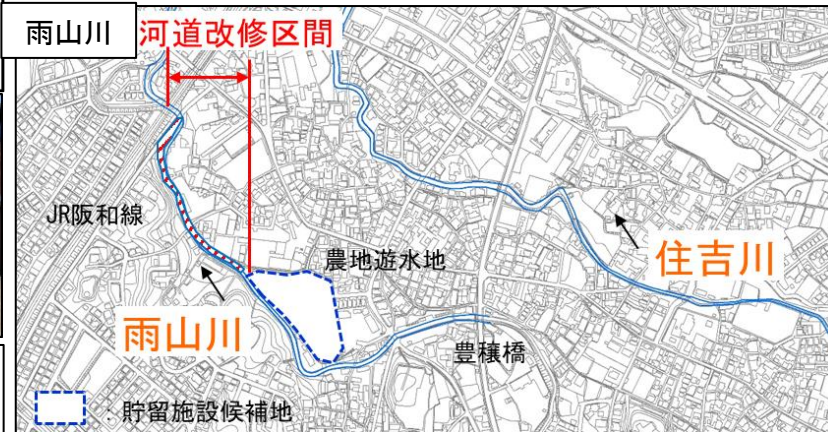 雨山川
河道改修区間
JR阪和線
農地遊水地
住吉川
雨山川
豊穣橋
: 貯留施設候補地